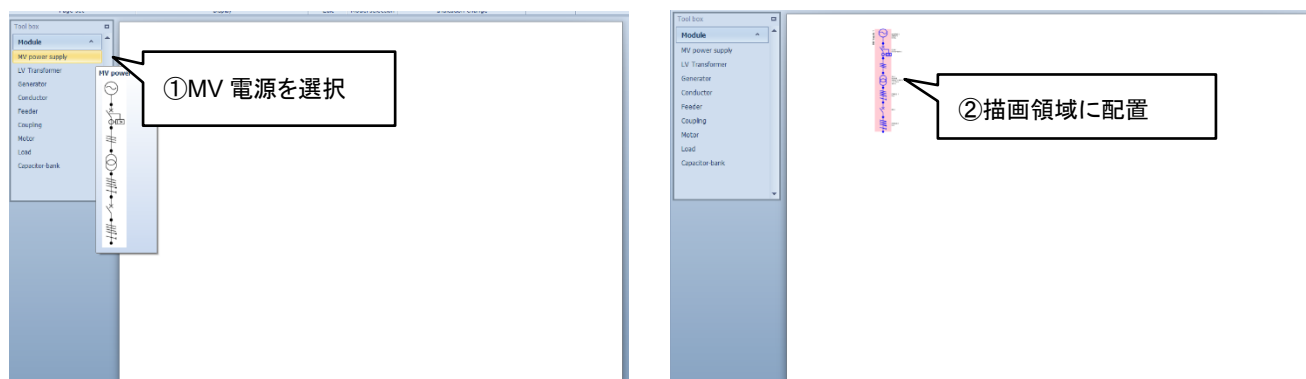 Tool box
Module
MV power supply
LV Transformer
Generator
Conductor
Feeder
Coupling
Motor
Load
Capacitor-bank
MV power
①MV 電源を選択
Tool box
Module
MV power supply
LV Transformer
Generator
Conductor
Feeder
Coupling
Motor
Load
Capacitor-bank
②描画領域に配置